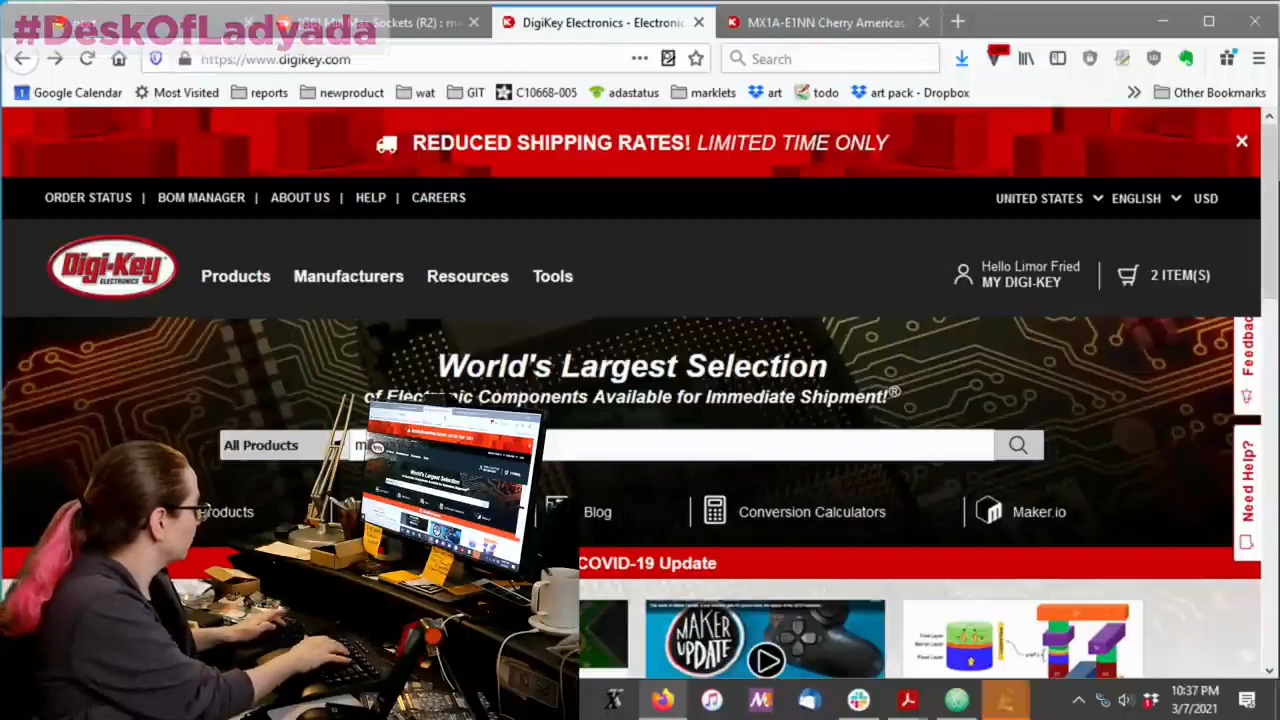 #DeskOfLadyada
Sockets (R2)
DigiKey Electronics - Electronic
MX1A-E1NN Cherry Americas
https://www.digikey.com
Search
Google Calendar
Most Visited
reports
newproduct
wat
GIT
C10668-005
adastatus
marklets
art
todo
art pack - Dropbox
Other Bookmarks
REDUCED SHIPPING RATES! LIMITED TIME ONLY
ORDER STATUS | BOM MANAGER | ABOUT US | HELP | CAREERS
UNITED STATES ENGLISH USD
Digi-Key
ELECTRONICS
Products Manufacturers Resources Tools
Hello Limor Fried
MY DIGI-KEY
2 ITEM(S)
World's Largest Selection
of Electronic Components Available for Immediate Shipment!®
All Products
Feedbac
Need Help?
roducts
Blog
Conversion Calculators
Maker.io
COVID-19 Update
MAKER
UPDATE
10:37 PM
3/7/2021